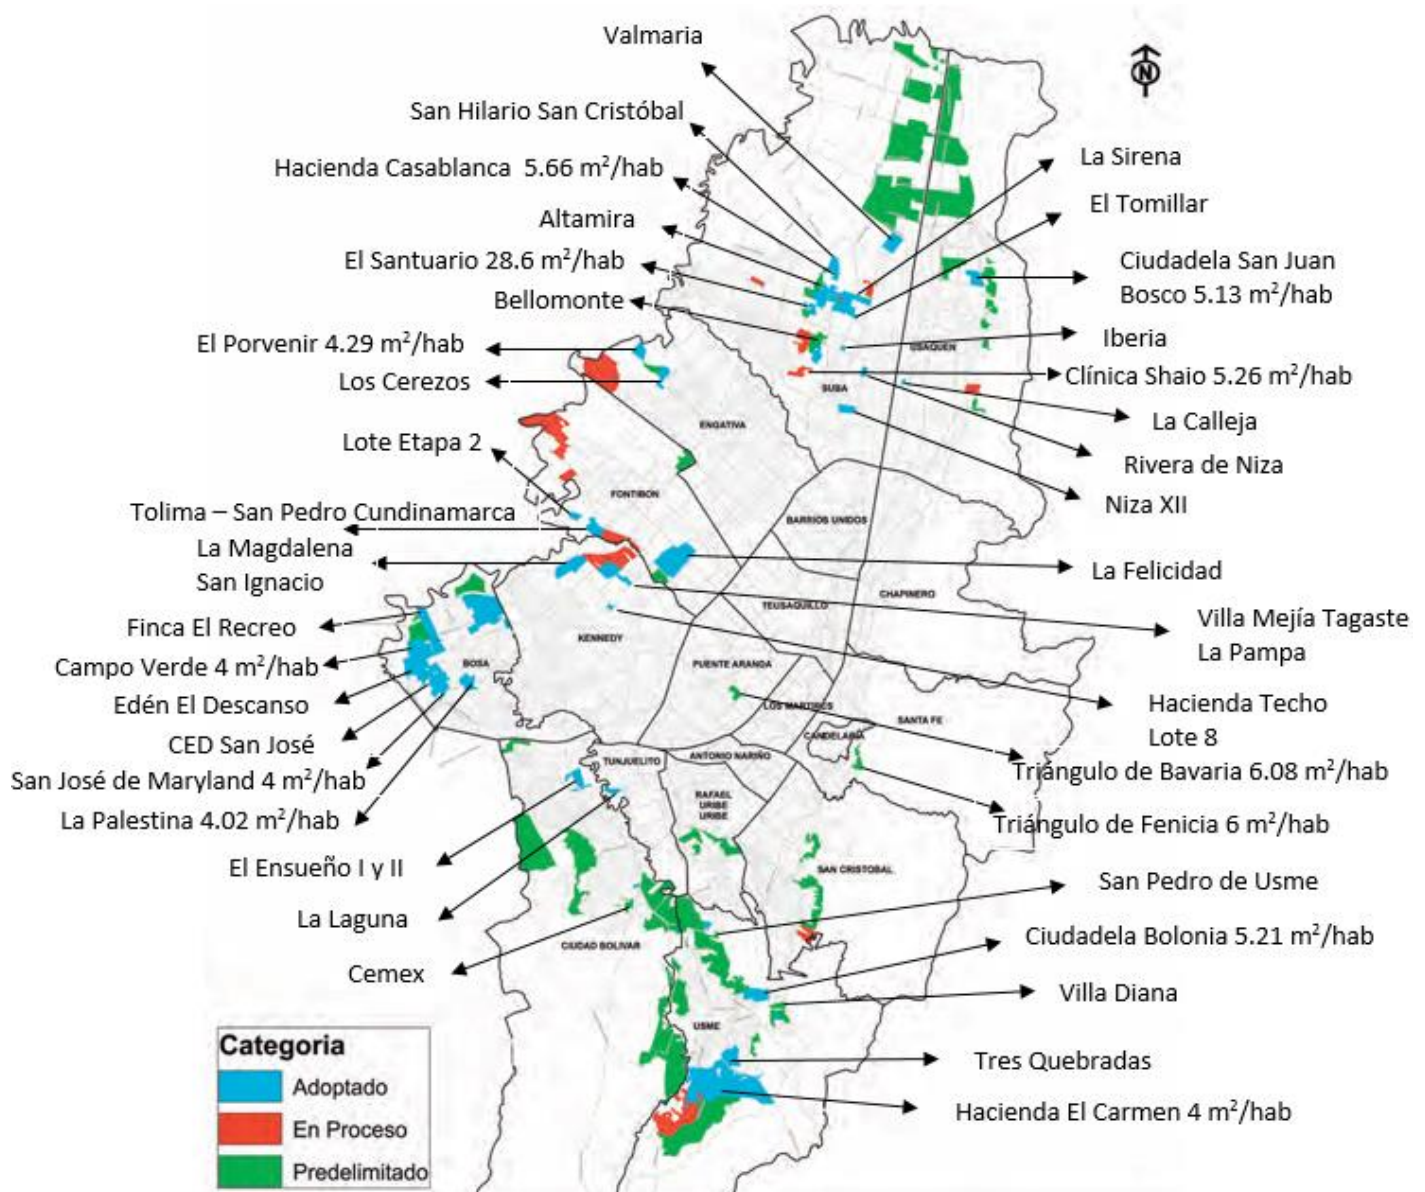 Valmaria
San Hilario San Cristóbal
Hacienda Casablanca 5.66 m²/hab
Altamira
El Santuario 28.6 m²/hab
Bellomonte
El Porvenir 4.29 m²/hab
Los Cerezos
Lote Etapa 2
Tolima – San Pedro Cundinamarca
La Magdalena
San Ignacio
Finca El Recreo
Campo Verde 4 m²/hab
Edén El Descanso
CED San José
San José de Maryland 4 m²/hab
La Palestina 4.02 m²/hab
El Ensueño I y II
La Laguna
Cemex
N
La Sirena
El Tomillar
Ciudadela San Juan
Bosco 5.13 m²/hab
Iberia
Clínica Shaio 5.26 m²/hab
La Calleja
Rivera de Niza
Niza XII
La Felicidad
Villa Mejía Tagaste
La Pampa
Hacienda Techo
Lote 8
Triángulo de Bavaria 6.08 m²/hab
Triángulo de Fenicia 6 m²/hab
San Pedro de Usme
Ciudadela Bolonia 5.21 m²/hab
Villa Diana
Tres Quebradas
Hacienda El Carmen 4 m²/hab
USAQUEN
SUBA
ENGATIVA
FONTIBON
BARRIOS UNIDOS
TEUSAQUILLO
CHAPINERO
KENNEDY
PUENTE ARANDA
BOSA
LOS MARTIRES
SANTA FE
CANDELARIA
TUNJUELITO
ANTONIO NARIÑO
RAFAEL
URIBE
URIBE
SAN CRISTOBAL
CIUDAD BOLIVAR
USME
Categoria
Adoptado
En Proceso
Predelimitado